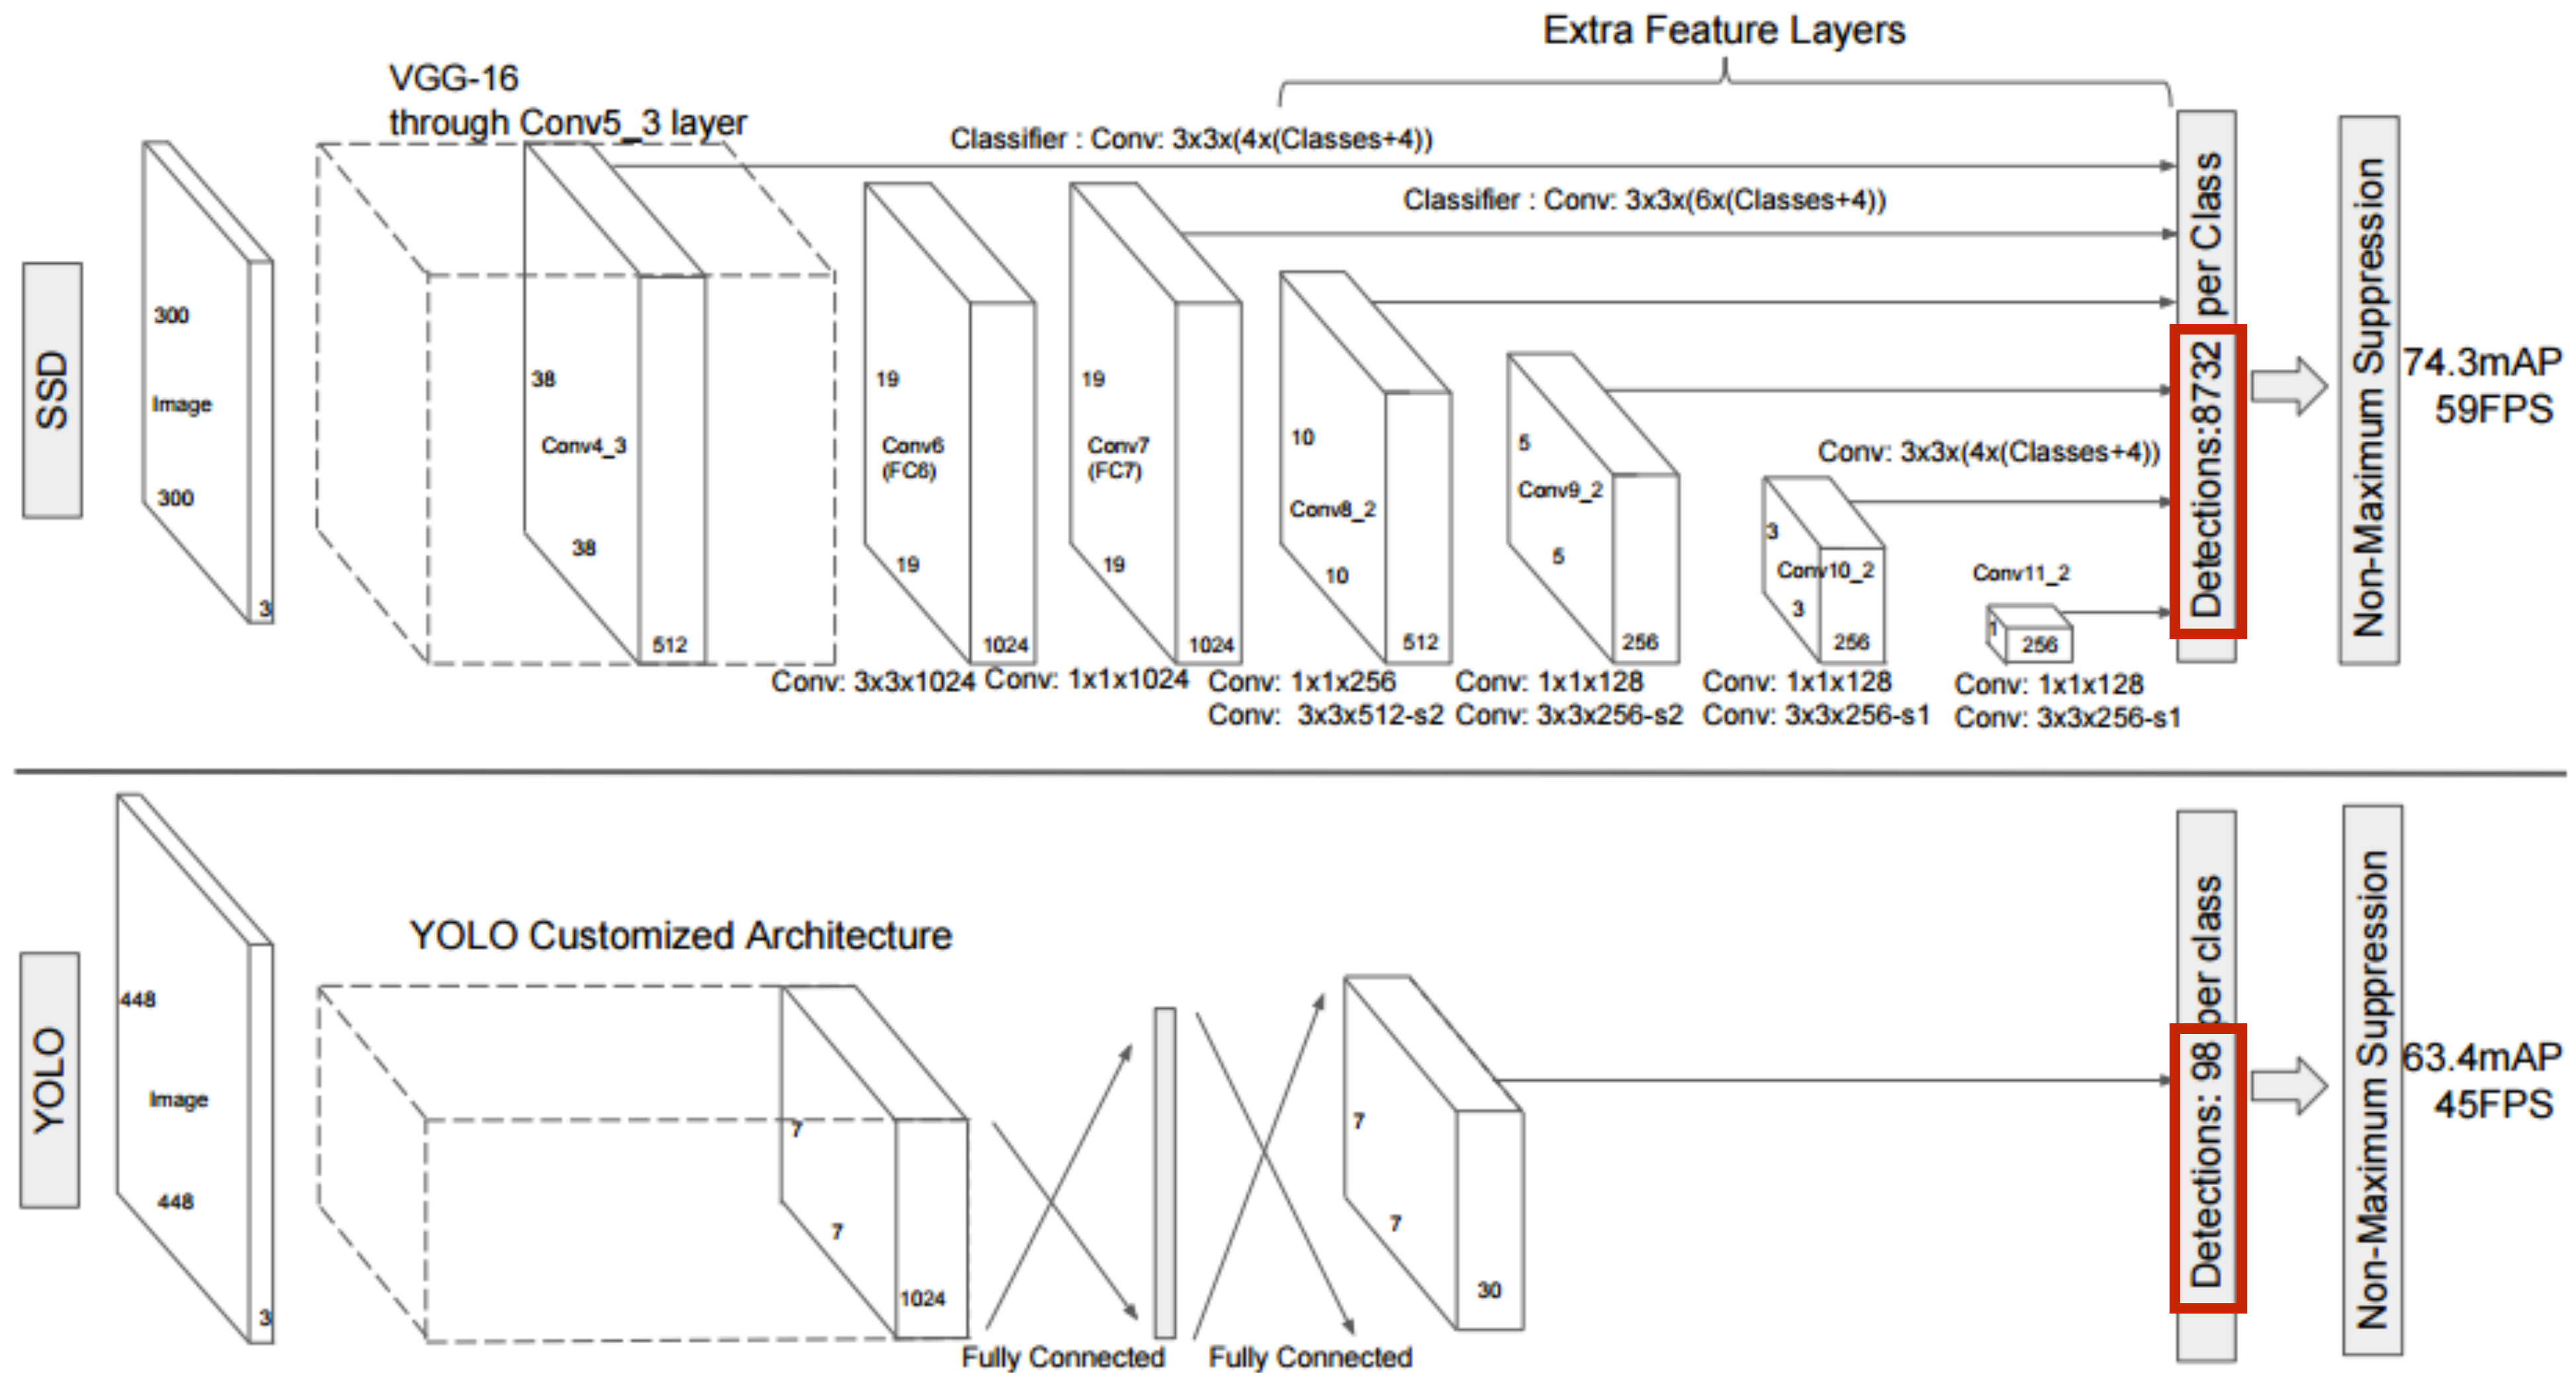 Extra Feature Layers
VGG-16
through Conv5_3 layer
Classifier : Conv: 3x3x(4x(Classes+4))
Classifier : Conv: 3x3x(6x(Classes+4))
SSD
300
Image
300
3
38
Conv4_3
38
512
19
Conv6
(FC6)
19
1024
19
Conv7
(FC7)
19
1024
10
Conv8_2
10
512
5
Conv9_2
5
256
Conv: 3x3x(4x(Classes+4))
3
Conv10_2
3
256
Conv11_2
1
256
Conv: 3x3x1024
Conv: 1x1x1024
Conv: 1x1x256
Conv: 3x3x512-s2
Conv: 1x1x128
Conv: 3x3x256-s2
Conv: 1x1x128
Conv: 3x3x256-s1
Conv: 1x1x128
Conv: 3x3x256-s1
Detections:8732 per Class
Non-Maximum Suppression
74.3mAP
59FPS
YOLO
448
Image
448
3
YOLO Customized Architecture
7
7
1024
Fully Connected
Fully Connected
7
7
30
Detections: 98 per class
Non-Maximum Suppression
63.4mAP
45FPS